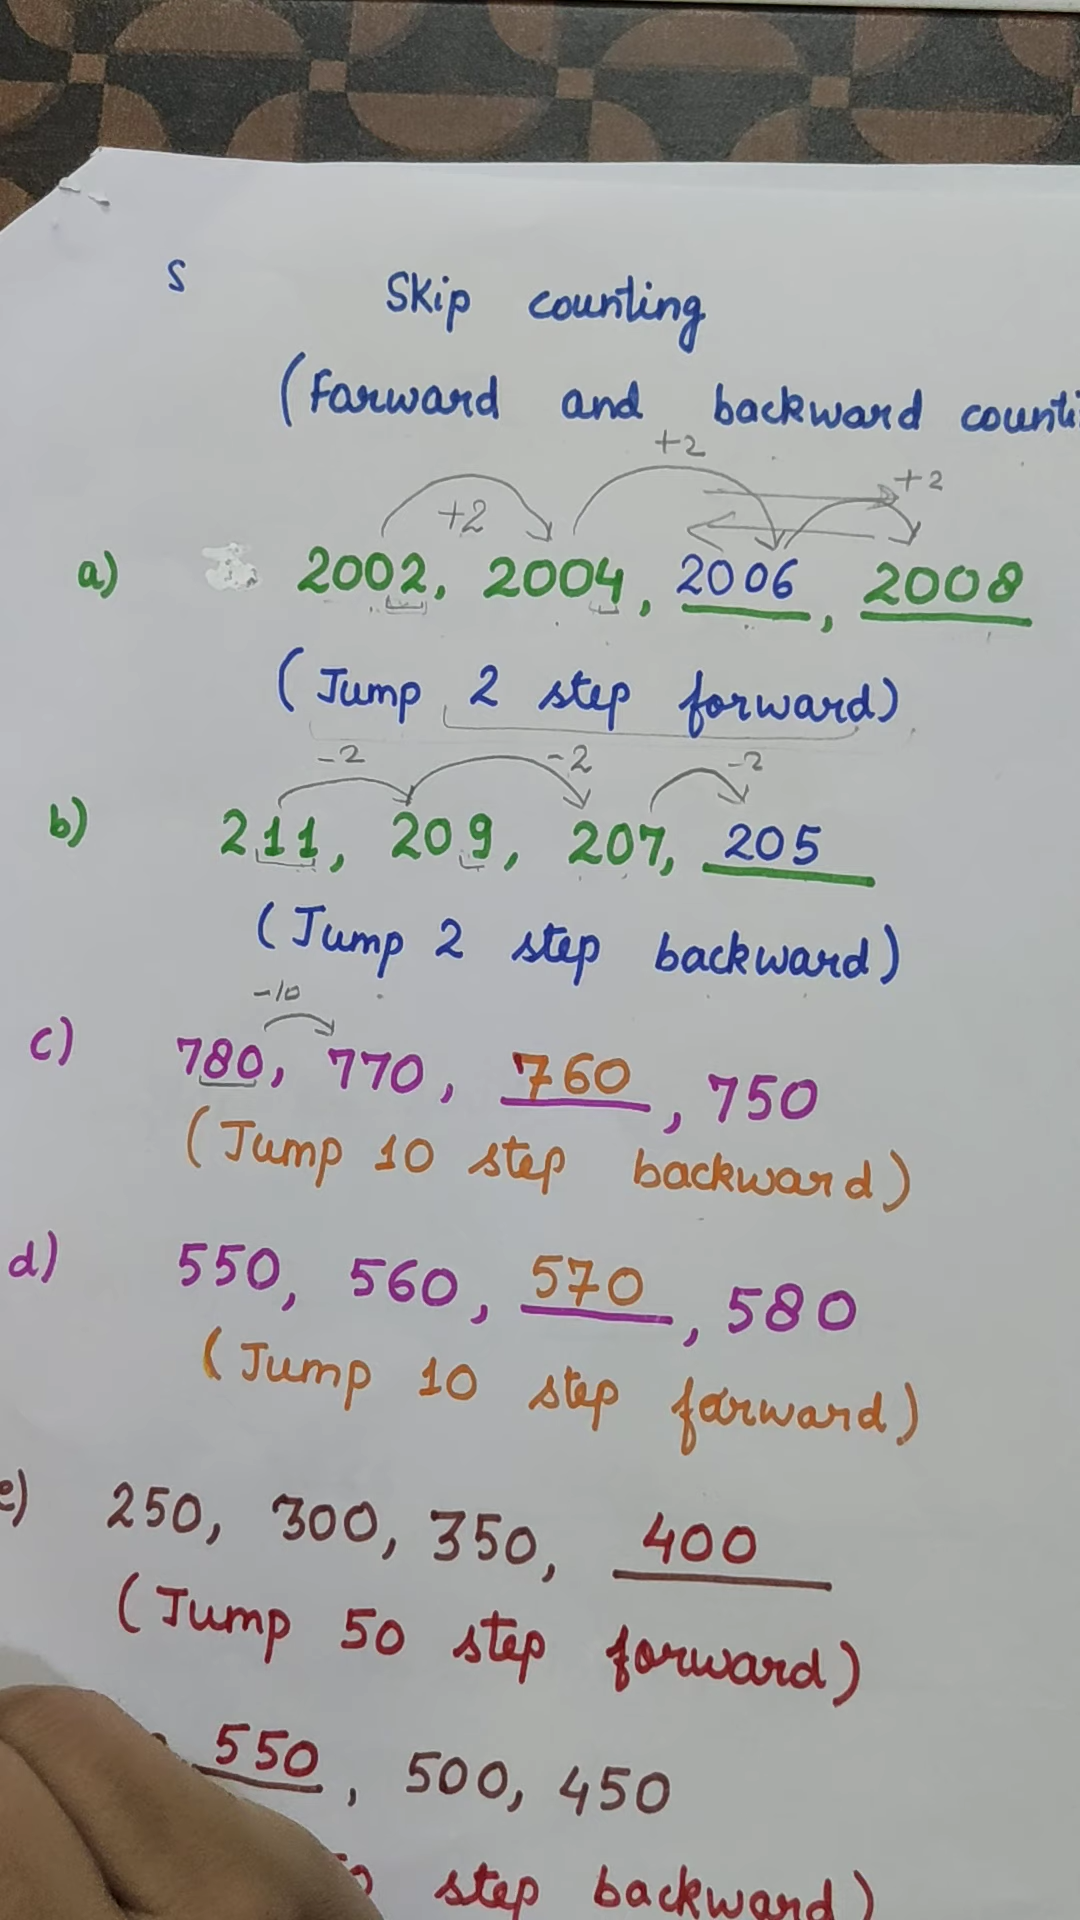 s
Skip counting
(Forward and backward counti
+2 +2 +2
a) 2002, 2004, 2006, 2008
(Jump 2 step forward)
-2 -2 -2
b) 211, 209, 207, 205
(Jump 2 step backward)
-10
c) 780, 770, 760, 750
(Jump 10 step backward)
d) 550, 560, 570, 580
(Jump 10 step forward)
e) 250, 300, 350, 400
(Jump 50 step forward)
550, 500, 450
step backward)